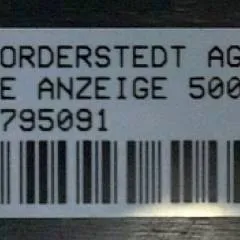 ORDERSTEDT AG
E ANZEIGE 500
795091